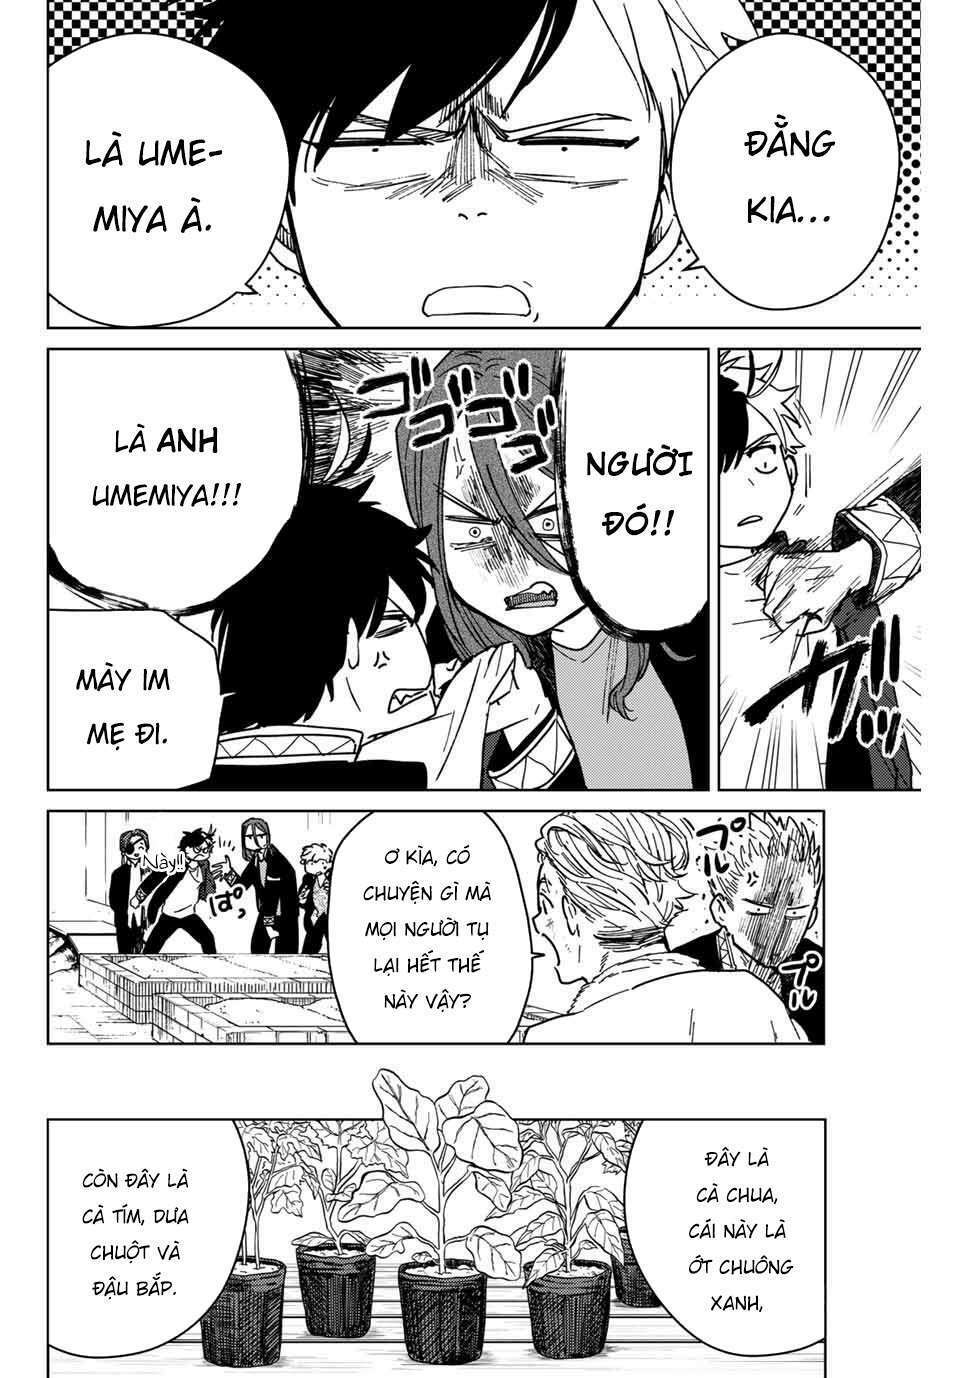 ĐẰNG
KIA...
LÀ UME-
MIYA À.
ガッ
NGƯỜI
ĐÓ!!
ゴゴゴゴ
LÀ ANH
UMEMIYA!!!
MÀY IM
MẸ ĐI.
プル
プル
Ơ KÌA, CÓ
CHUYỆN GÌ MÀ
MỌI NGƯỜI TỤ
LẠI HẾT THẾ
NÀY VẬY?
Này!!
ぱっ
ĐÂY LÀ
CÀ CHUA,
CÁI NÀY LÀ
ỚT CHUÔNG
XANH,
CÒN ĐÂY LÀ
CÀ TÍM, DƯA
CHUỘT VÀ
ĐẬU BẮP.